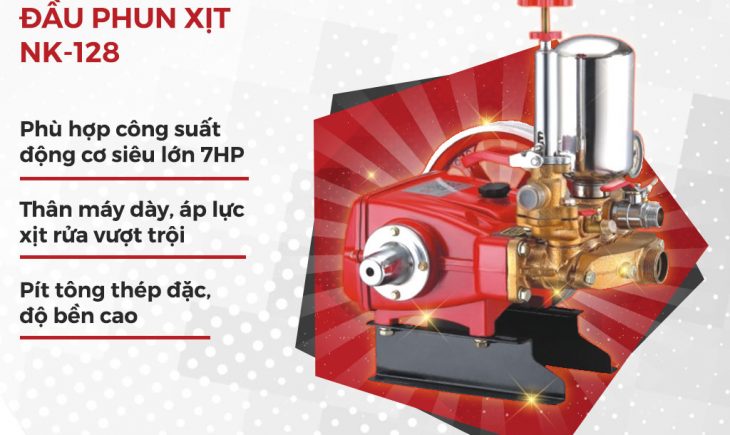 ĐẦU PHUN XỊT
NK-128
Phù hợp công suất
động cơ siêu lớn 7HP
Thân máy dày, áp lực
xịt rửa vượt trội
Pít tông thép đặc,
độ bền cao